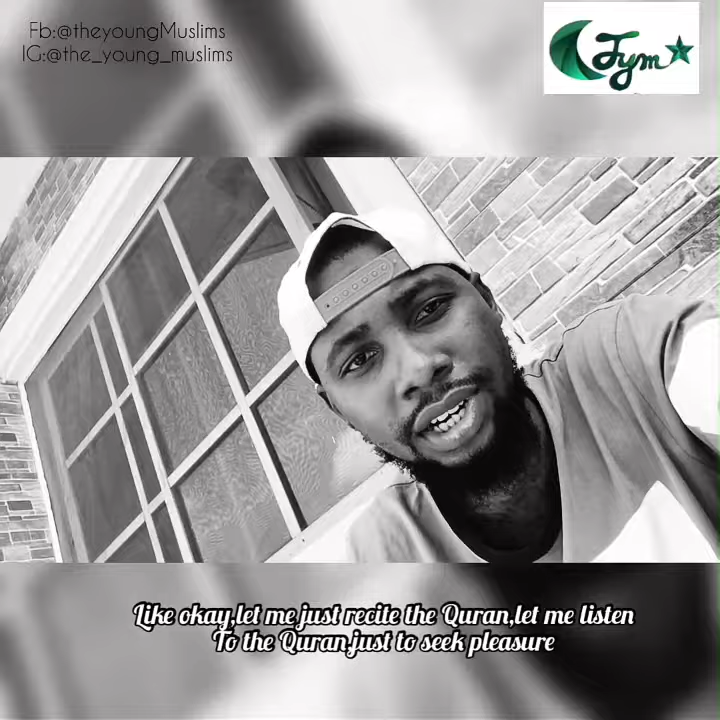 Fb:@theyoungMuslims
IG:@the_young_muslims
Tym
Like okay,let me just recite the Quran,let me listen
To the Quran just to seek pleasure